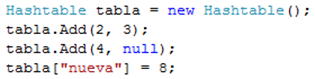 Hashtable tabla = new Hashtable();
tabla.Add(2, 3);
tabla.Add(4, null);
tabla["nueva"] = 8;